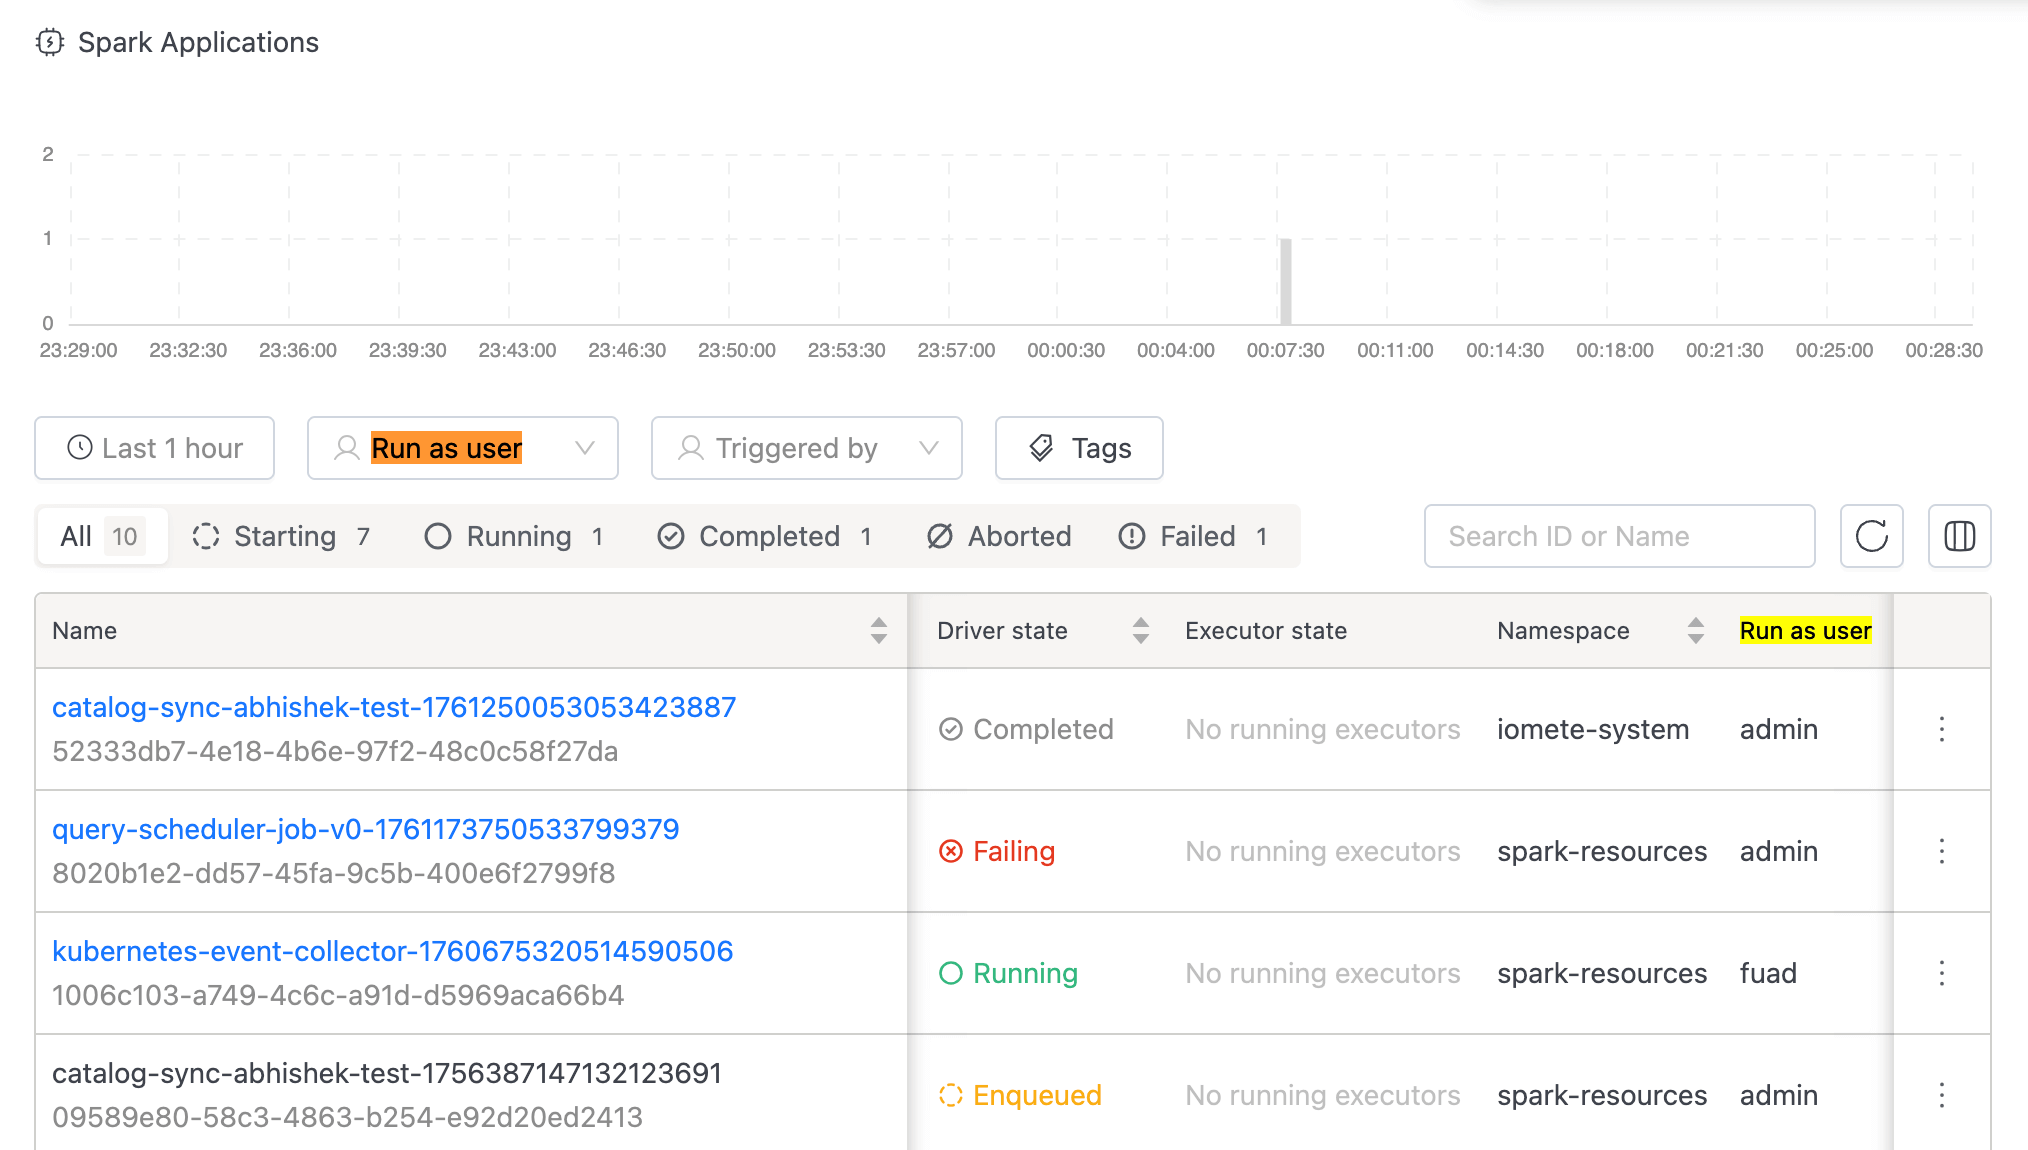 Spark Applications
2
1
0
23:29:00 23:32:30 23:36:00 23:39:30 23:43:00 23:46:30 23:50:00 23:53:30 23:57:00 00:00:30 00:04:00 00:07:30 00:11:00 00:14:30 00:18:00 00:21:30 00:25:00 00:28:30
Last 1 hour Run as user Triggered by Tags
All 10 Starting 7 Running 1 Completed 1 Aborted Failed 1 Search ID or Name
Name Driver state Executor state Namespace Run as user
catalog-sync-abhishek-test-1761250053053423887
52333db7-4e18-4b6e-97f2-48c0c58f27da
Completed No running executors iomete-system admin
query-scheduler-job-v0-1761173750533799379
8020b1e2-dd57-45fa-9c5b-400e6f2799f8
Failing No running executors spark-resources admin
kubernetes-event-collector-1760675320514590506
1006c103-a749-4c6c-a91d-d5969aca66b4
Running No running executors spark-resources fuad
catalog-sync-abhishek-test-1756387147132123691
09589e80-58c3-4863-b254-e92d20ed2413
Enqueued No running executors spark-resources admin